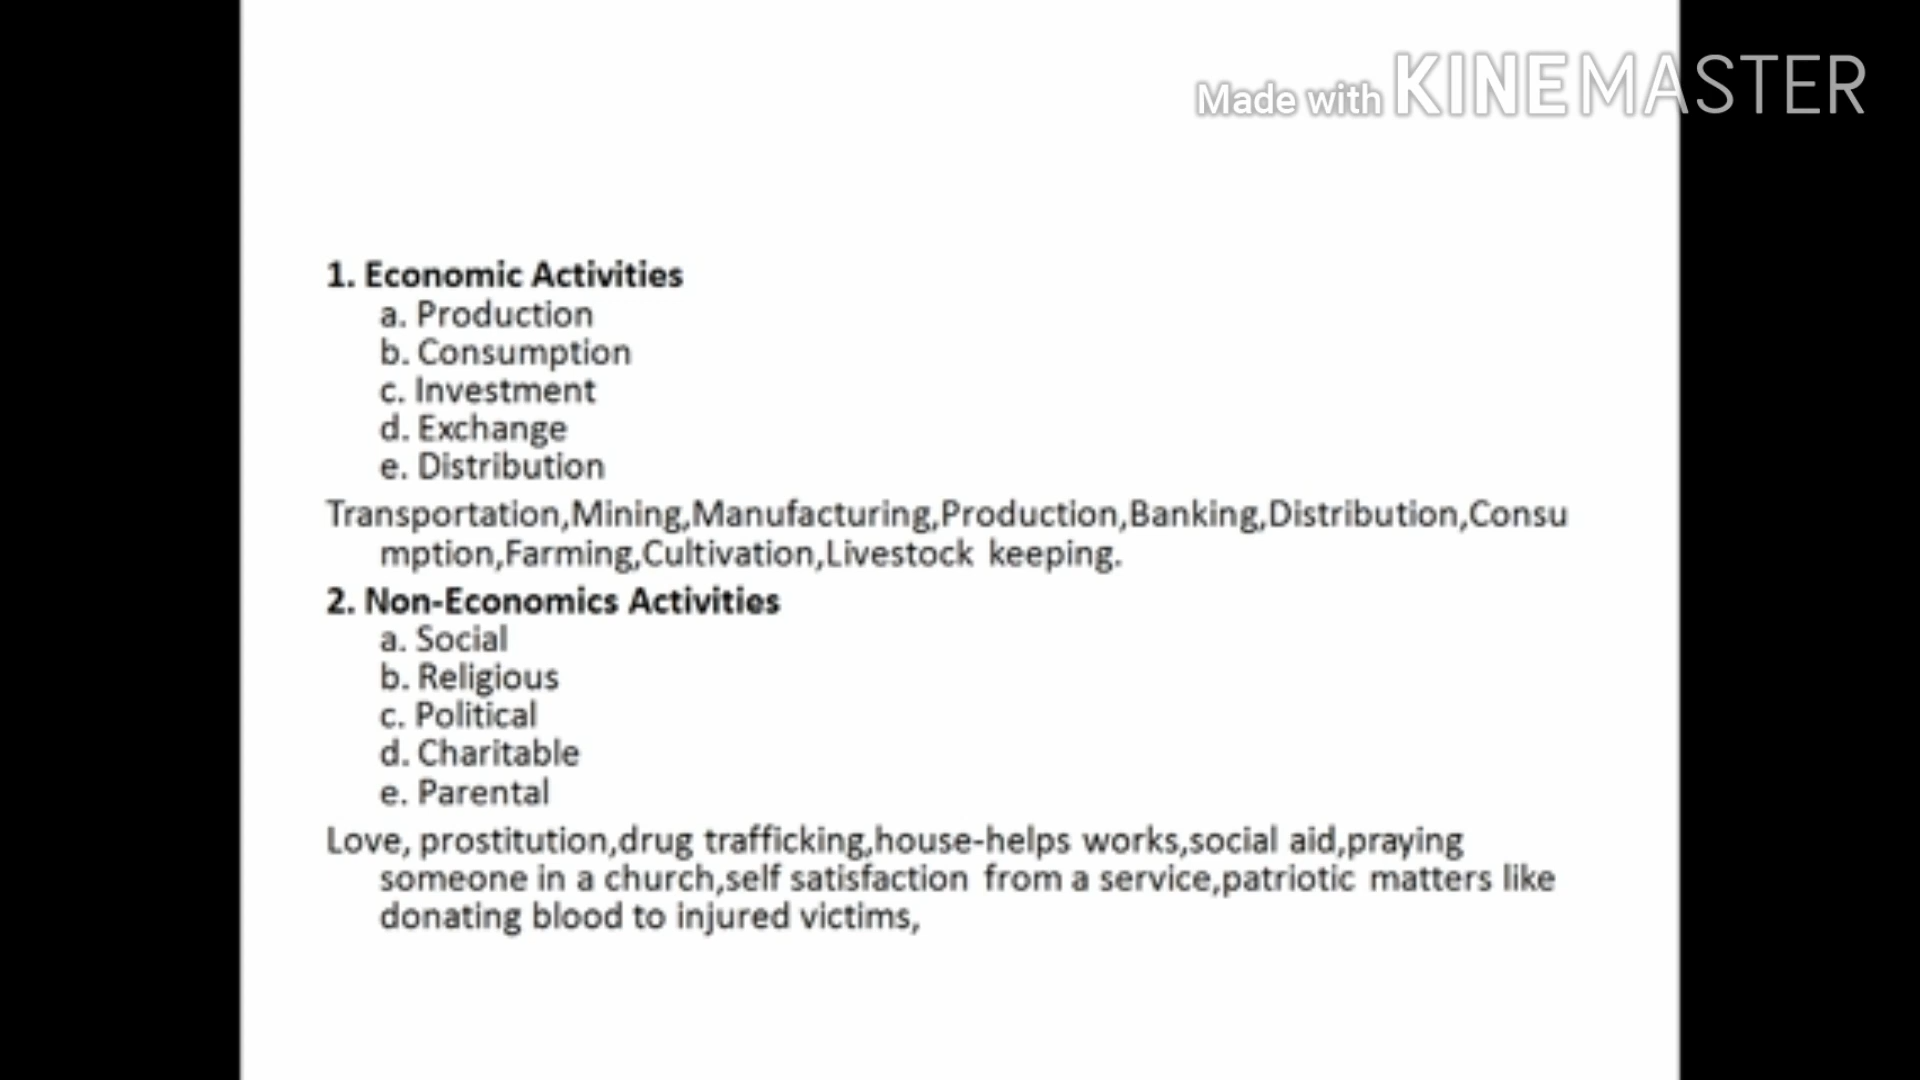 Made with KINEMASTER
1. Economic Activities
a. Production
b. Consumption
c. Investment
d. Exchange
e. Distribution
Transportation,Mining,Manufacturing,Production,Banking,Distribution,Consu
mption,Farming,Cultivation,Livestock keeping.
2. Non-Economics Activities
a. Social
b. Religious
c. Political
d. Charitable
e. Parental
Love, prostitution,drug trafficking,house-helps works,social aid,praying
someone in a church,self satisfaction from a service,patriotic matters like
donating blood to injured victims,